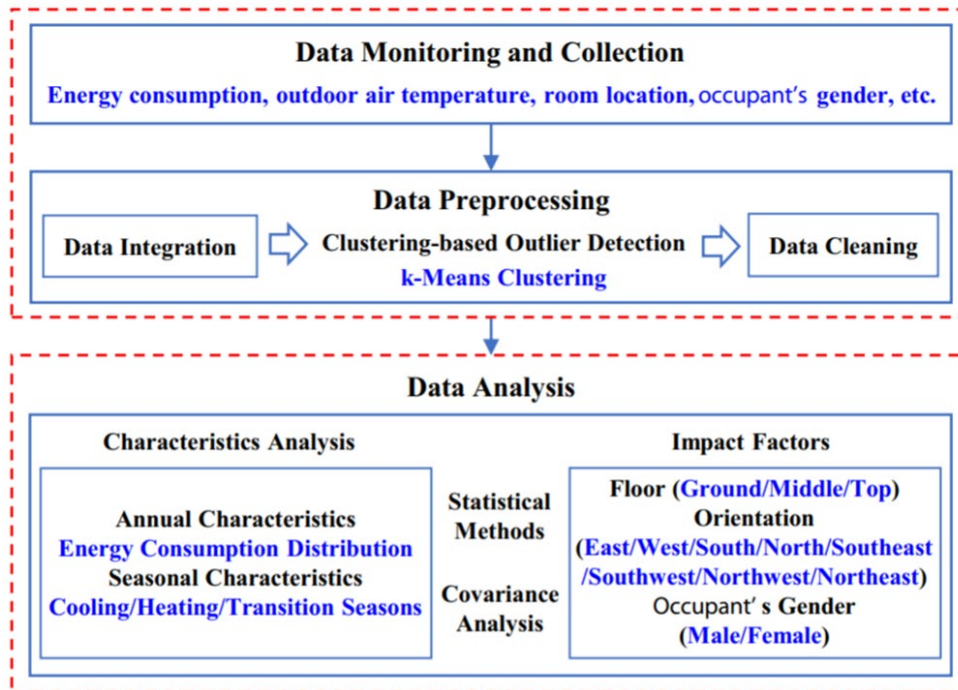 Data Monitoring and Collection
Energy consumption, outdoor air temperature, room location, occupant's gender, etc.
Data Preprocessing
Data Integration
Clustering-based Outlier Detection
k-Means Clustering
Data Cleaning
Data Analysis
Characteristics Analysis
Annual Characteristics
Energy Consumption Distribution
Seasonal Characteristics
Cooling/Heating/Transition Seasons
Statistical
Methods
Covariance
Analysis
Impact Factors
Floor (Ground/Middle/Top)
Orientation
(East/West/South/North/Southeast
/Southwest/Northwest/Northeast)
Occupant's Gender
(Male/Female)